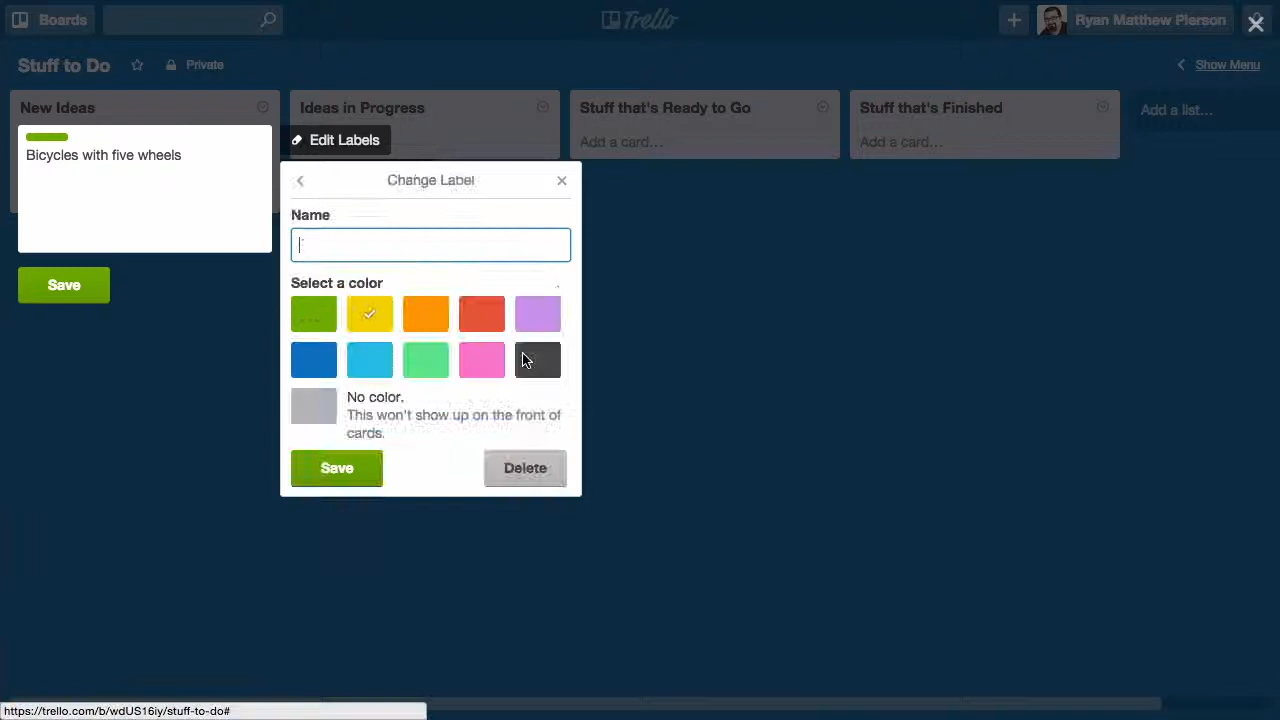 Boards
Trello
Ryan Matthew Pierson
Stuff to Do
Private
Show Menu
New Ideas
Ideas in Progress
Stuff that's Ready to Go
Stuff that's Finished
Add a list...
Bicycles with five wheels
Edit Labels
Add a card...
Add a card...
Change Label
Name
Save
Select a color
No color.
This won't show up on the front of
cards.
Save
Delete
https://trello.com/b/wdUS16iy/stuff-to-do#